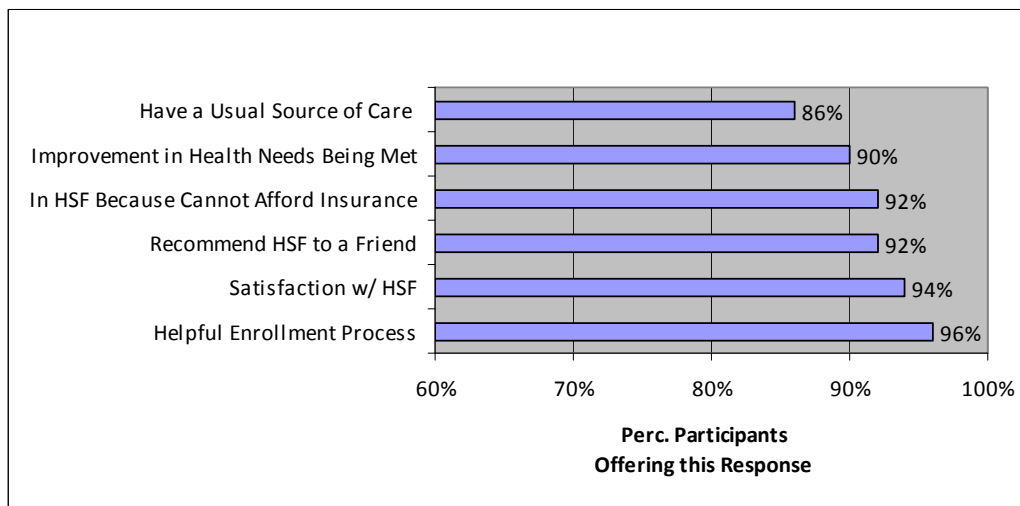 Have a Usual Source of Care 86%
Improvement in Health Needs Being Met 90%
In HSF Because Cannot Afford Insurance 92%
Recommend HSF to a Friend 92%
Satisfaction w/ HSF 94%
Helpful Enrollment Process 96%
60% 70% 80% 90% 100%
Perc. Participants
Offering this Response